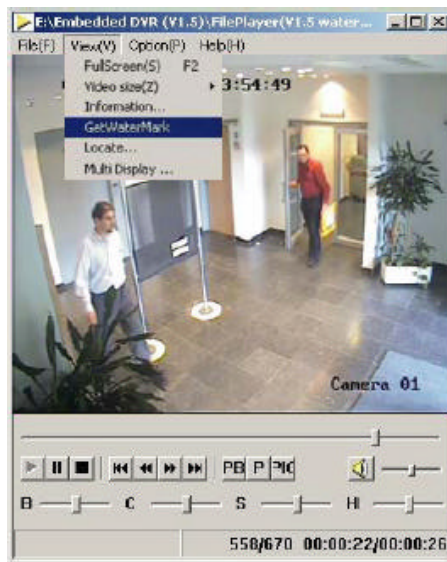 E:\Embedded DVR (V1.5)\FilePlayer(V1.5 water...
File(F) View(V) Option(P) Help(H)
FullScreen(S) F2
Video size(Z)
Information...
GetWaterMark
Locate...
Multi Display ...
3:54:49
Camera 01
PB P PIC
B C S H
558/670 00:00:22/00:00:26